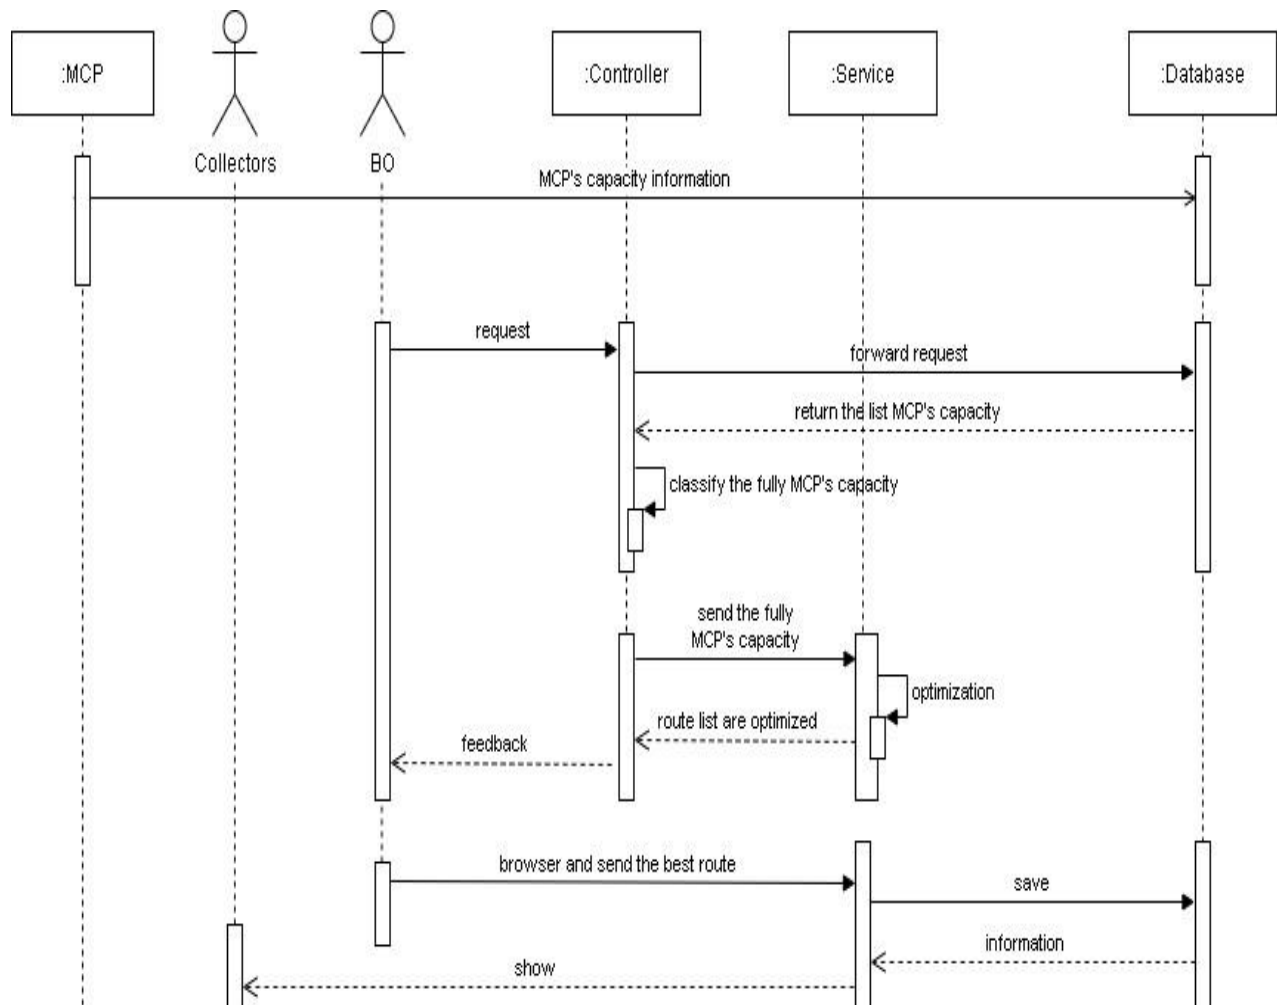 :MCP
:Controller
:Service
:Database
Collectors
BO
MCP's capacity information
request
forward request
return the list MCP's capacity
classify the fully MCP's capacity
send the fully
MCP's capacity
optimization
route list are optimized
feedback
browser and send the best route
save
information
show